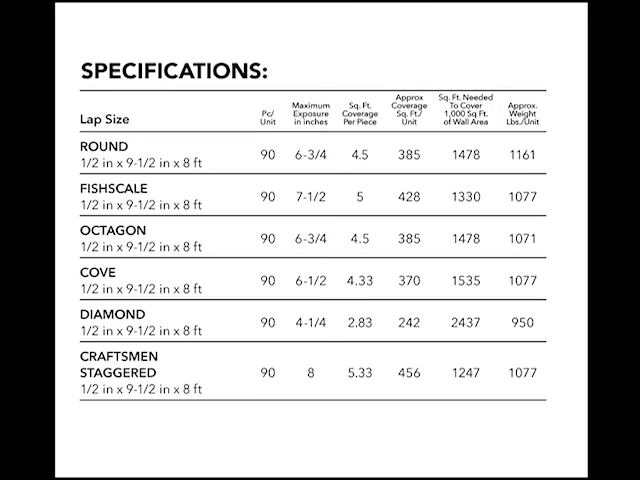 SPECIFICATIONS:
Lap Size
Pc/
Unit
Maximum
Exposure
in inches
Sq. Ft.
Coverage
Per Piece
Approx
Coverage
Sq. Ft./
Unit
Sq. Ft. Needed
To Cover
1,000 Sq Ft.
of Wall Area
Approx.
Weight
Lbs./Unit
ROUND
1/2 in x 9-1/2 in x 8 ft 90 6-3/4 4.5 385 1478 1161
FISHSCALE
1/2 in x 9-1/2 in x 8 ft 90 7-1/2 5 428 1330 1077
OCTAGON
1/2 in x 9-1/2 in x 8 ft 90 6-3/4 4.5 385 1478 1071
COVE
1/2 in x 9-1/2 in x 8 ft 90 6-1/2 4.33 370 1535 1077
DIAMOND
1/2 in x 9-1/2 in x 8 ft 90 4-1/4 2.83 242 2437 950
CRAFTSMEN
STAGGERED 90 8 5.33 456 1247 1077
1/2 in x 9-1/2 in x 8 ft